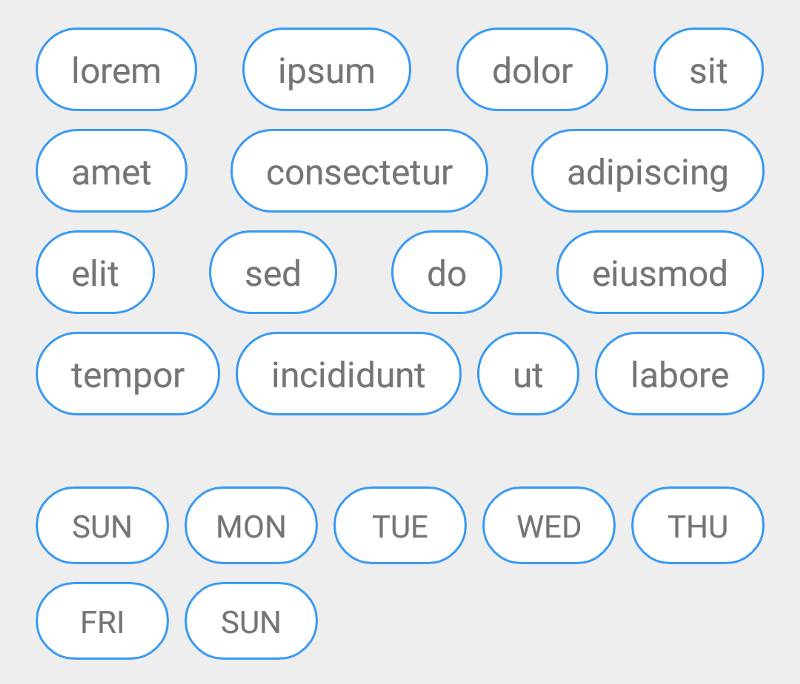 lorem ipsum dolor sit
amet consectetur adipiscing
elit sed do eiusmod
tempor incididunt ut labore
SUN MON TUE WED THU
FRI SUN